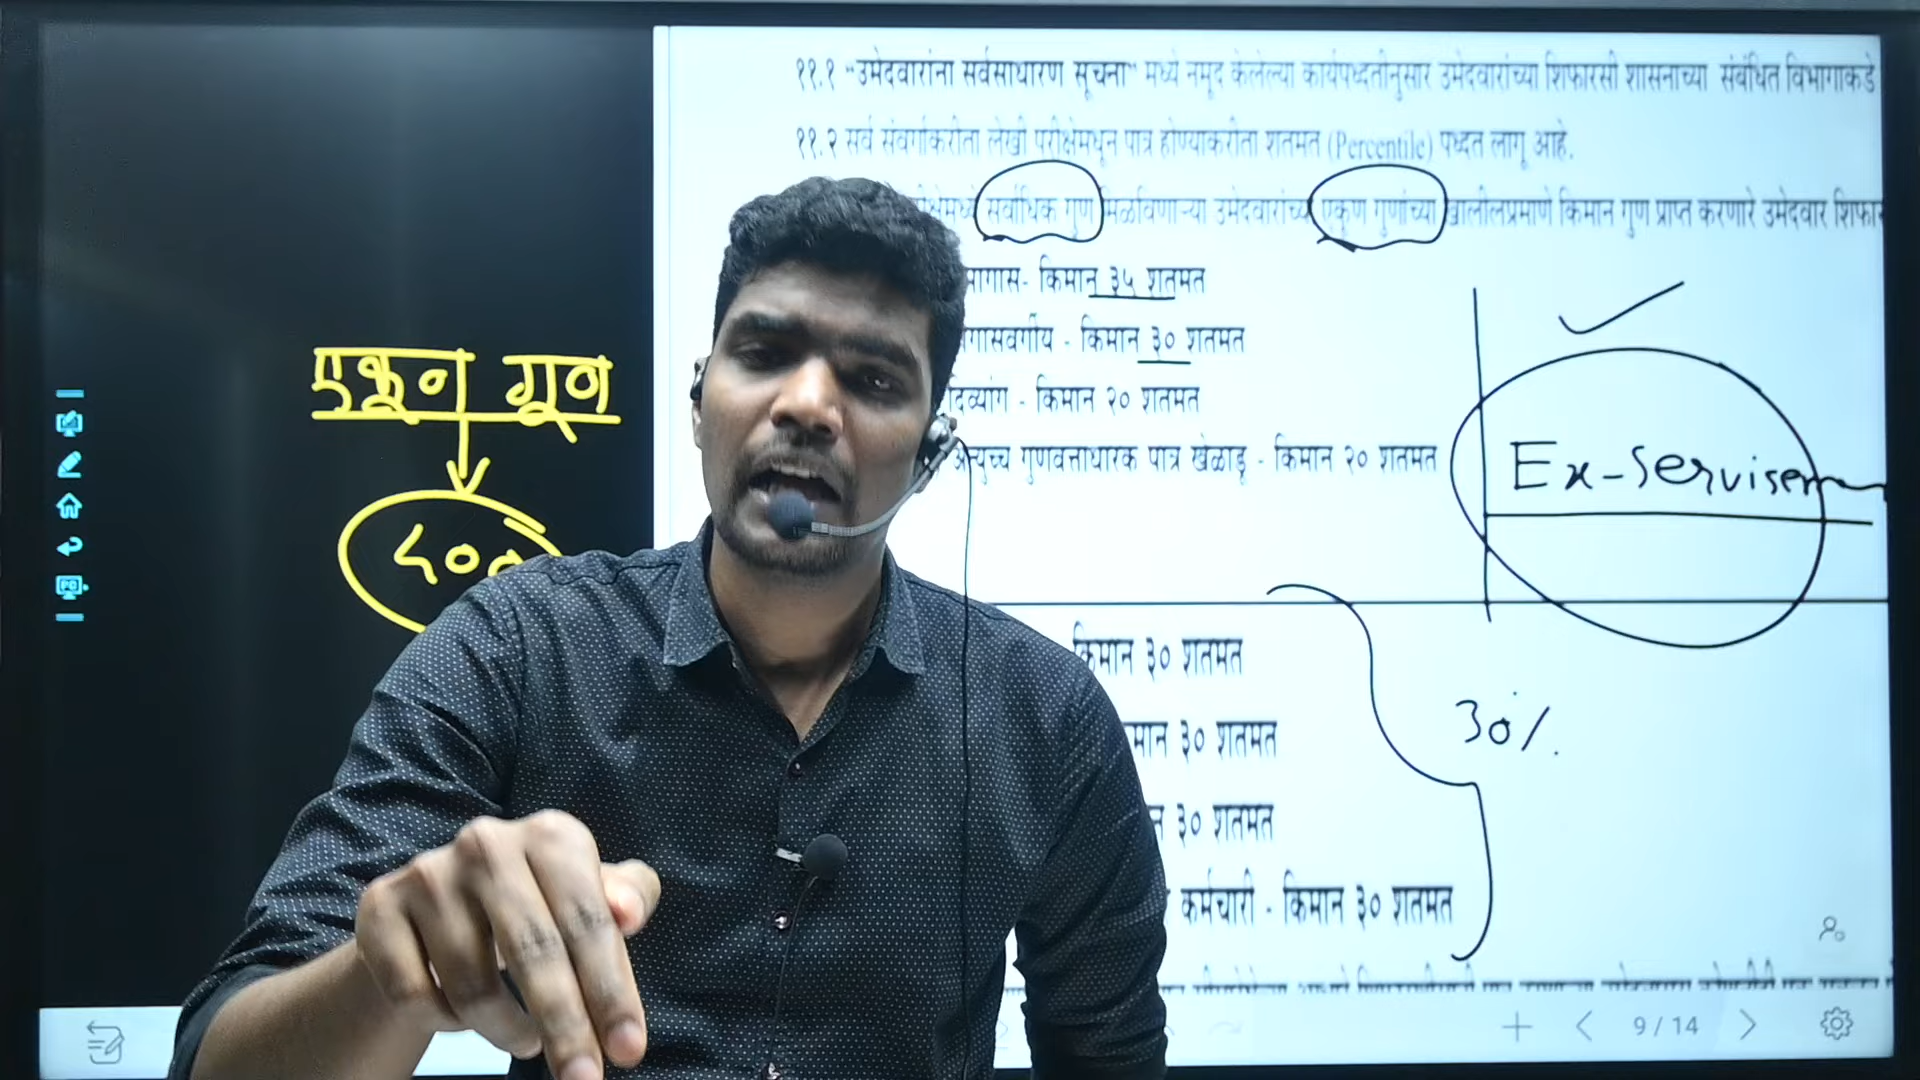 ११.१ "उमेदवारांना सर्वसाधारण सूचना" मध्ये नमूद केलेल्या कार्यपध्दतीनुसार उमेदवारांच्या शिफारसी शासनाच्या संबंधित विभागाकडे
११.२ सर्व संवर्गाकरीता लेखी परीक्षेमधून पात्र होण्याकरीता शतमत (Percentile) पध्दत लागू आहे.
सर्वाधिक गुण मिळविणाऱ्या उमेदवारांच्या एकूण गुणांच्या खालीलप्रमाणे किमान गुण प्राप्त करणारे उमेदवार
किमान ३५ शतमत
किमान ३० शतमत
दिव्यांग - किमान २० शतमत
अत्युच्च गुणवत्ताधारक पात्र खेळाडू - किमान २० शतमत
एकूण गूण
Ex-Servisemen
किमान ३० शतमत
३० शतमत
30%.
३० शतमत
कर्मचारी - किमान ३० शतमत
9/14